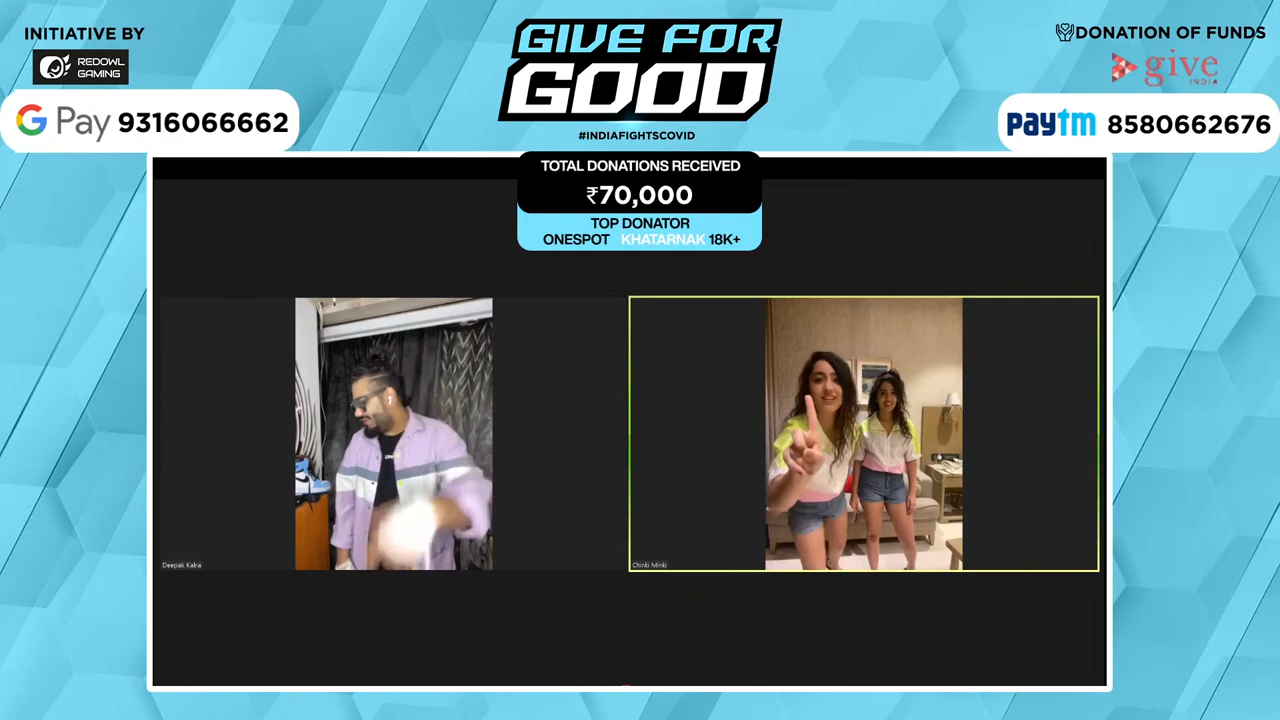 INITIATIVE BY
REDOWL
GAMING
G Pay 9316066662
GIVE FOR
GOOD
#INDIAFIGHTSCOVID
DONATION OF FUNDS
give
INDIA
paytm 8580662676
TOTAL DONATIONS RECEIVED
₹70,000
TOP DONATOR
ONESPOT KHATARNAK 18K+
Deepak Kalra
Chinki Minki